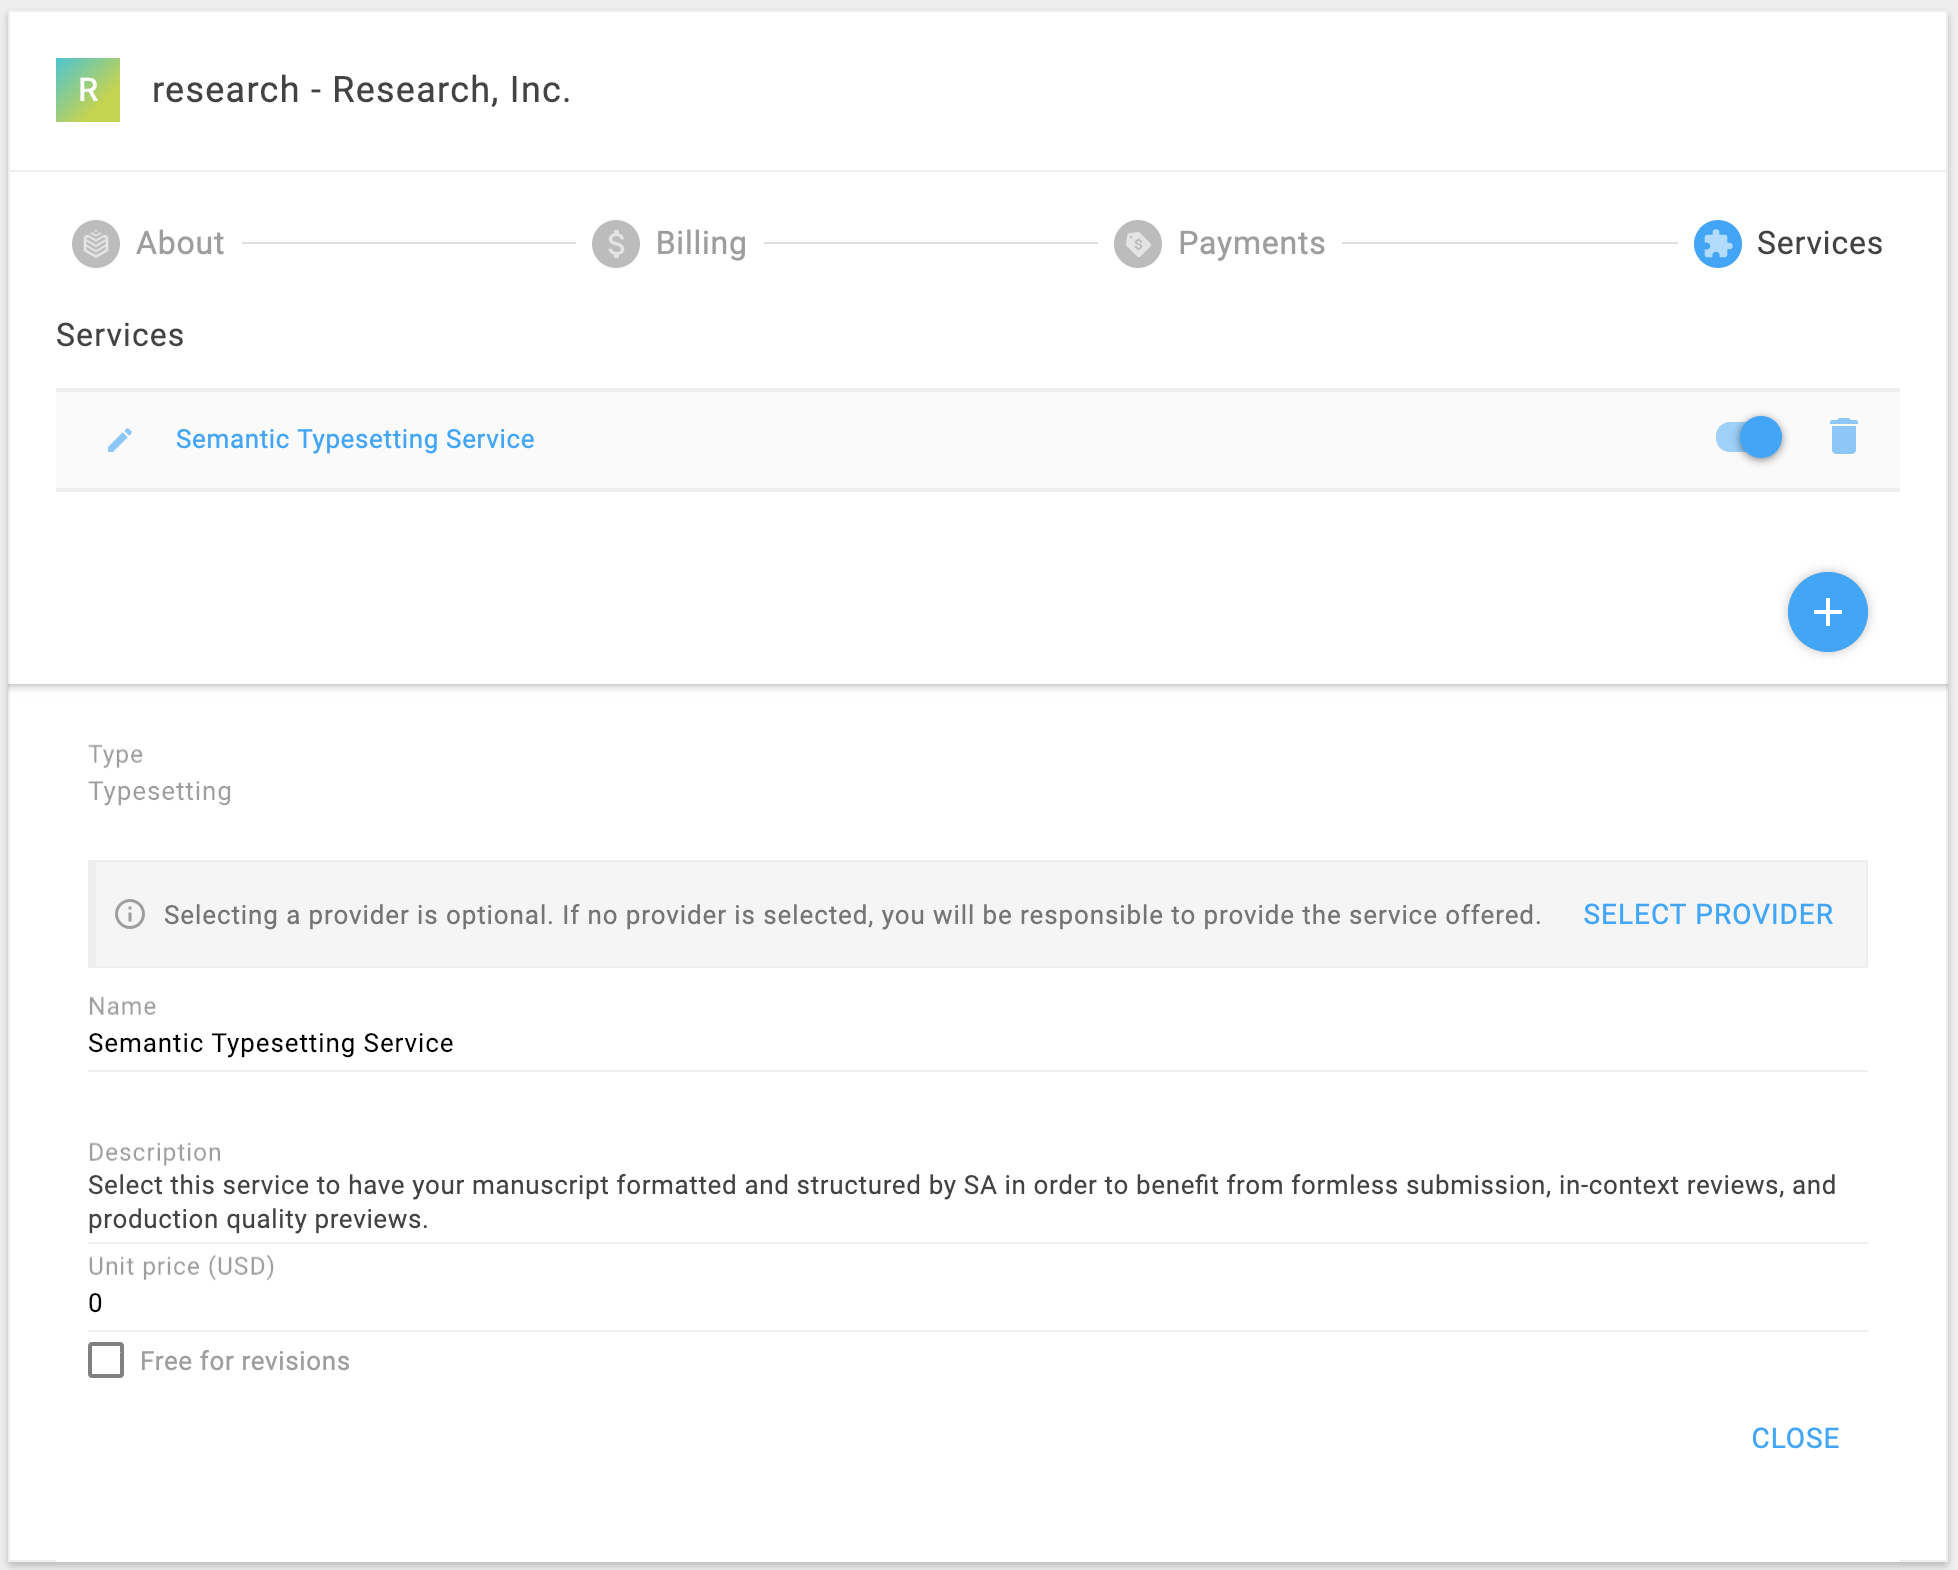 R
research - Research, Inc.
About
Billing
Payments
Services
Services
Semantic Typesetting Service
Type
Typesetting
Selecting a provider is optional. If no provider is selected, you will be responsible to provide the service offered.
SELECT PROVIDER
Name
Semantic Typesetting Service
Description
Select this service to have your manuscript formatted and structured by SA in order to benefit from formless submission, in-context reviews, and
production quality previews.
Unit price (USD)
0
Free for revisions
CLOSE